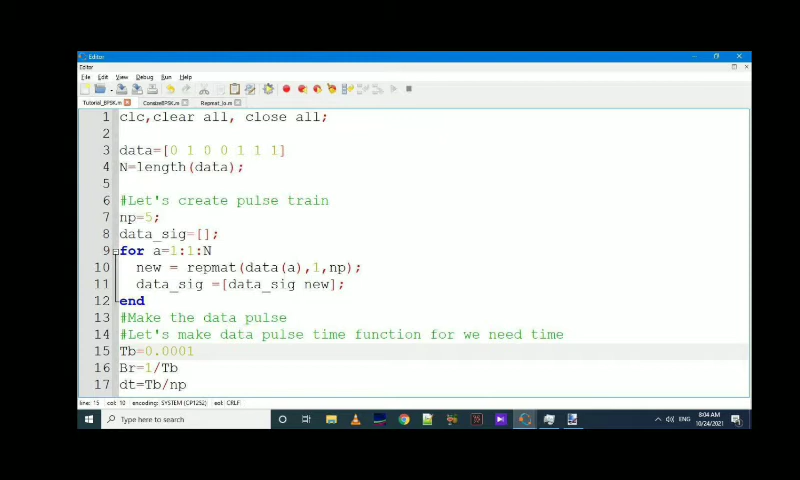 Editor
Editor
File Edit View Debug Run Help
Tutorial_BPSK.m ConsizeBPSK.m Repmat_io.m
1 clc,clear all, close all;
2
3 data=[0 1 0 0 1 1 1]
4 N=length(data);
5
6 #Let's create pulse train
7 np=5;
8 data_sig=[];
9 for a=1:1:N
10 new = repmat(data(a),1,np);
11 data_sig =[data_sig new];
12 end
13 #Make the data pulse
14 #Let's make data pulse time function for we need time
15 Tb=0.0001
16 Br=1/Tb
17 dt=Tb/np
line: 15 col: 10 encoding: SYSTEM (CP1252) eol: CRLF
Type here to search
ENG
8:04 AM
10/24/2021